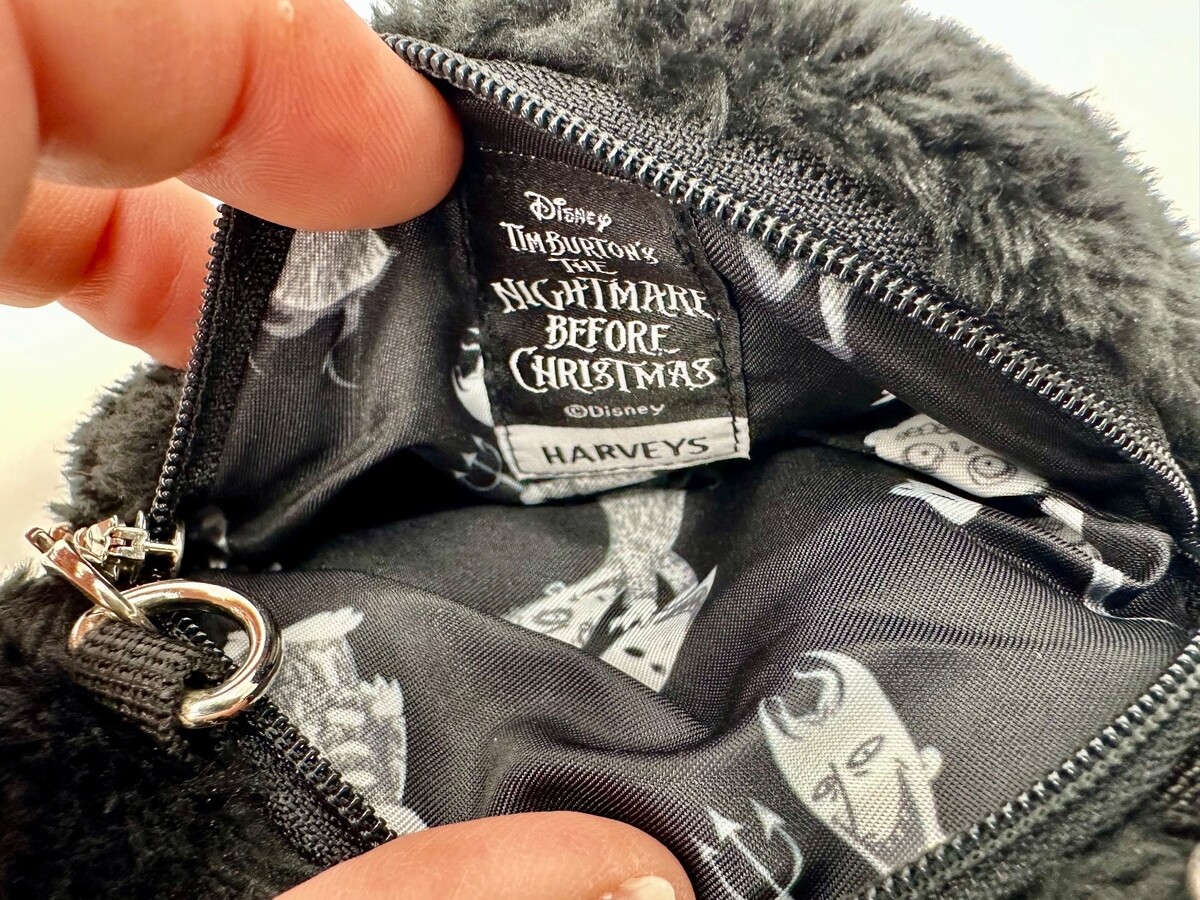 Disney
TIM BURTON'S
THE
NIGHTMARE
BEFORE
CHRISTMAS
©Disney
HARVEYS